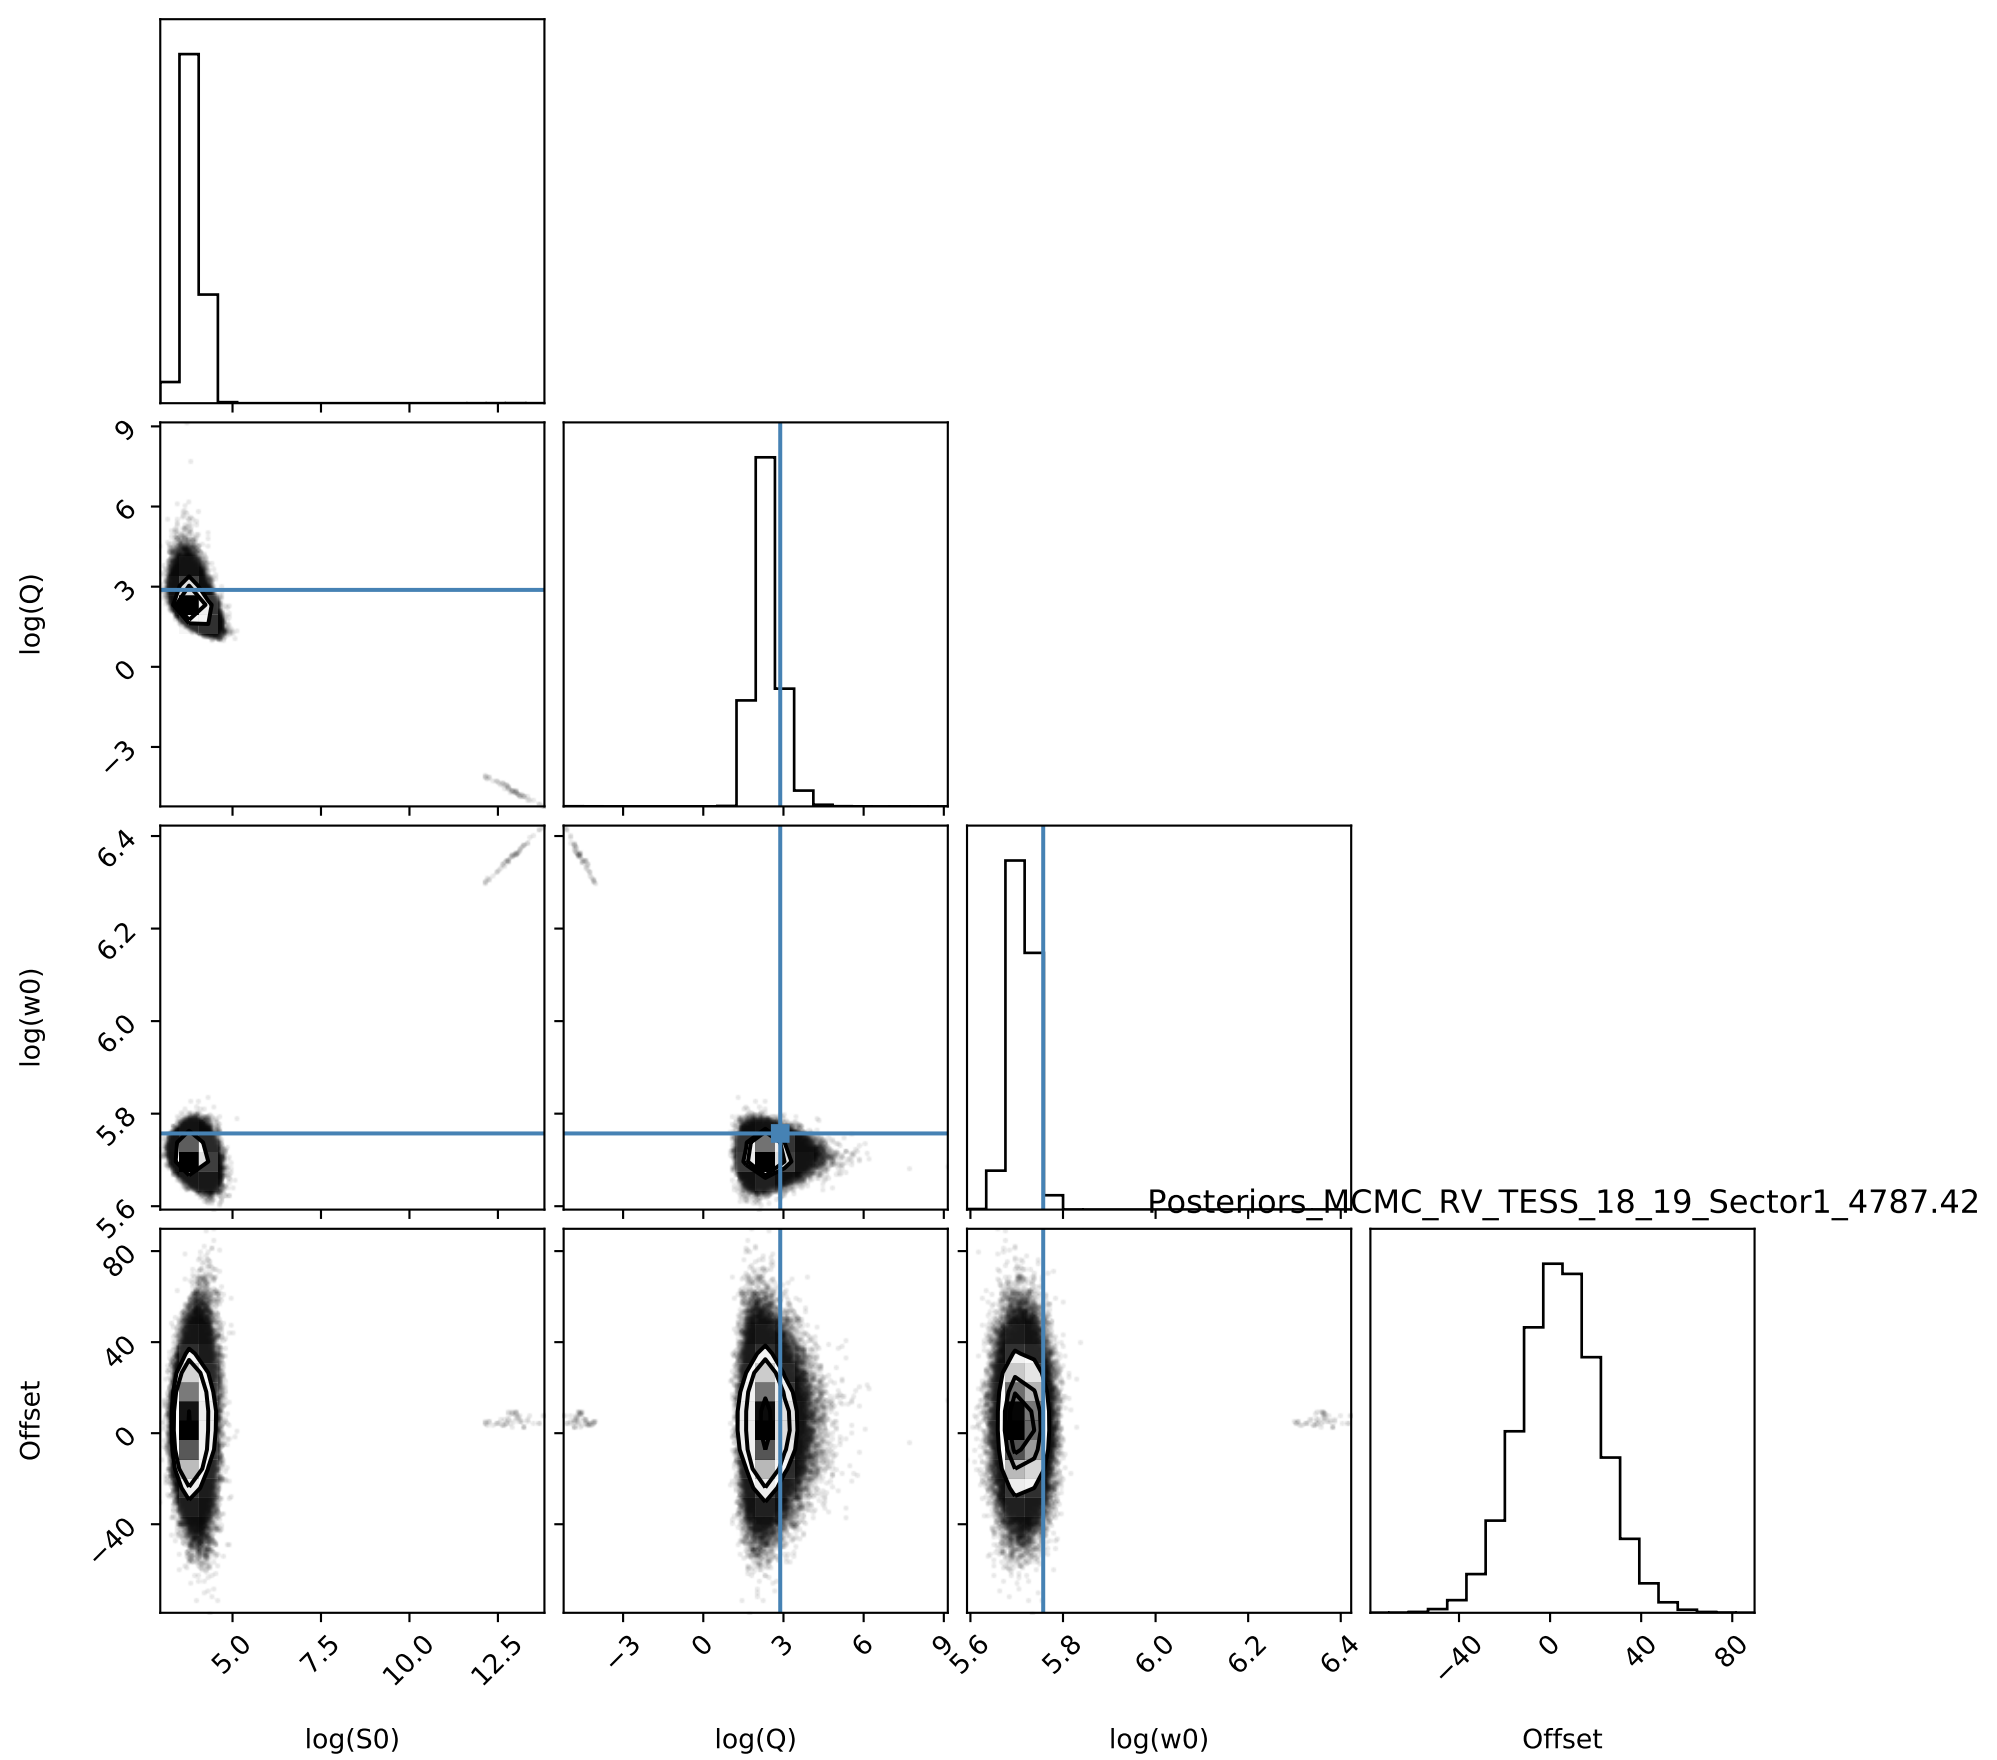 9
6
3
0
−3
log(Q)
6.4
6.2
6.0
5.8
5.6
log(w0)
Posteriors_MCMC_RV_TESS_18_19_Sector1_4787.42
80
40
0
−40
Offset
5.0 7.5 10.0 12.5 −3 0 3 6 9 5.6 5.8 6.0 6.2 6.4 −40 0 40 80
log(S0) log(Q) log(w0) Offset